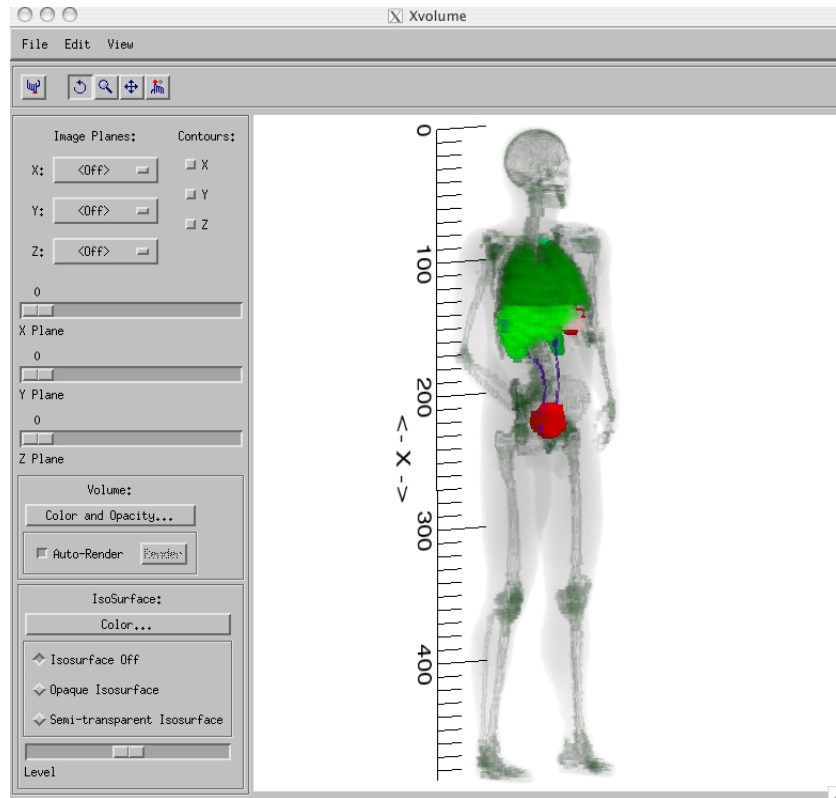 Xvolume
File Edit View
Image Planes: Contours:
X: <Off> X
Y: <Off> Y
Z: <Off> Z
0
X Plane
0
Y Plane
0
Z Plane
Volume:
Color and Opacity...
Auto-Render Render
IsoSurface:
Color...
Isosurface Off
Opaque Isosurface
Semi-transparent Isosurface
Level
0
100
200
<- X ->
300
400